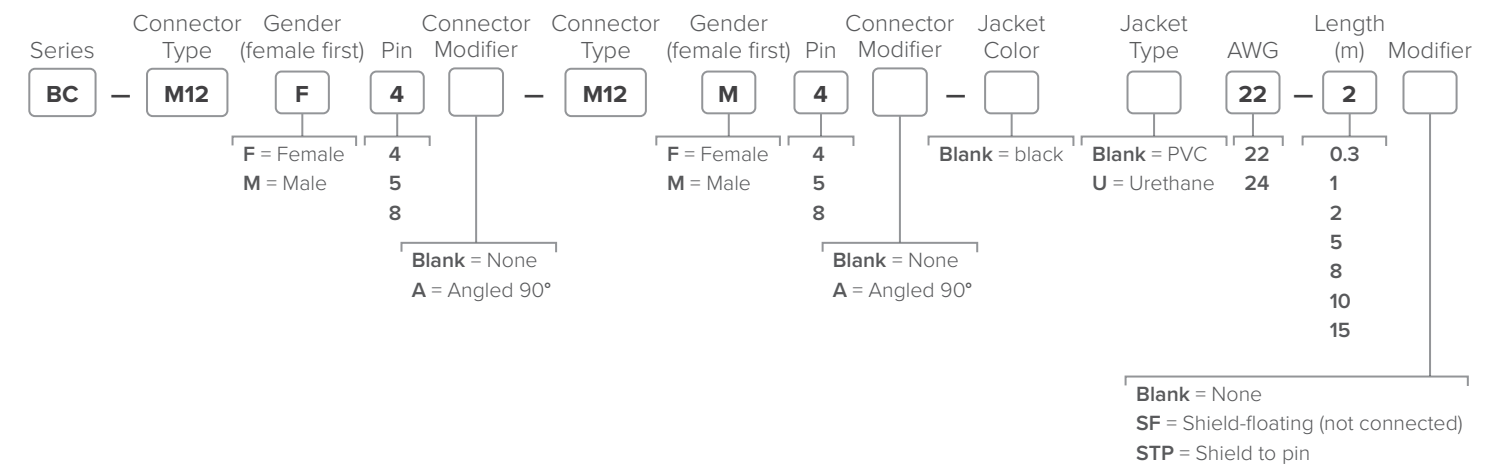 Connector Gender Connector Connector Gender Connector Jacket Jacket Length
Series Type (female first) Pin Modifier Type (female first) Pin Modifier Color Type AWG (m) Modifier
BC – M12 F 4 – M12 M 4 – 22 – 2
F = Female 4 F = Female 4 Blank = black Blank = PVC 22 0.3
M = Male 5 M = Male 5 U = Urethane 24 1
8 8 2
5
Blank = None Blank = None 8
A = Angled 90° A = Angled 90° 10
15
Blank = None
SF = Shield-floating (not connected)
STP = Shield to pin